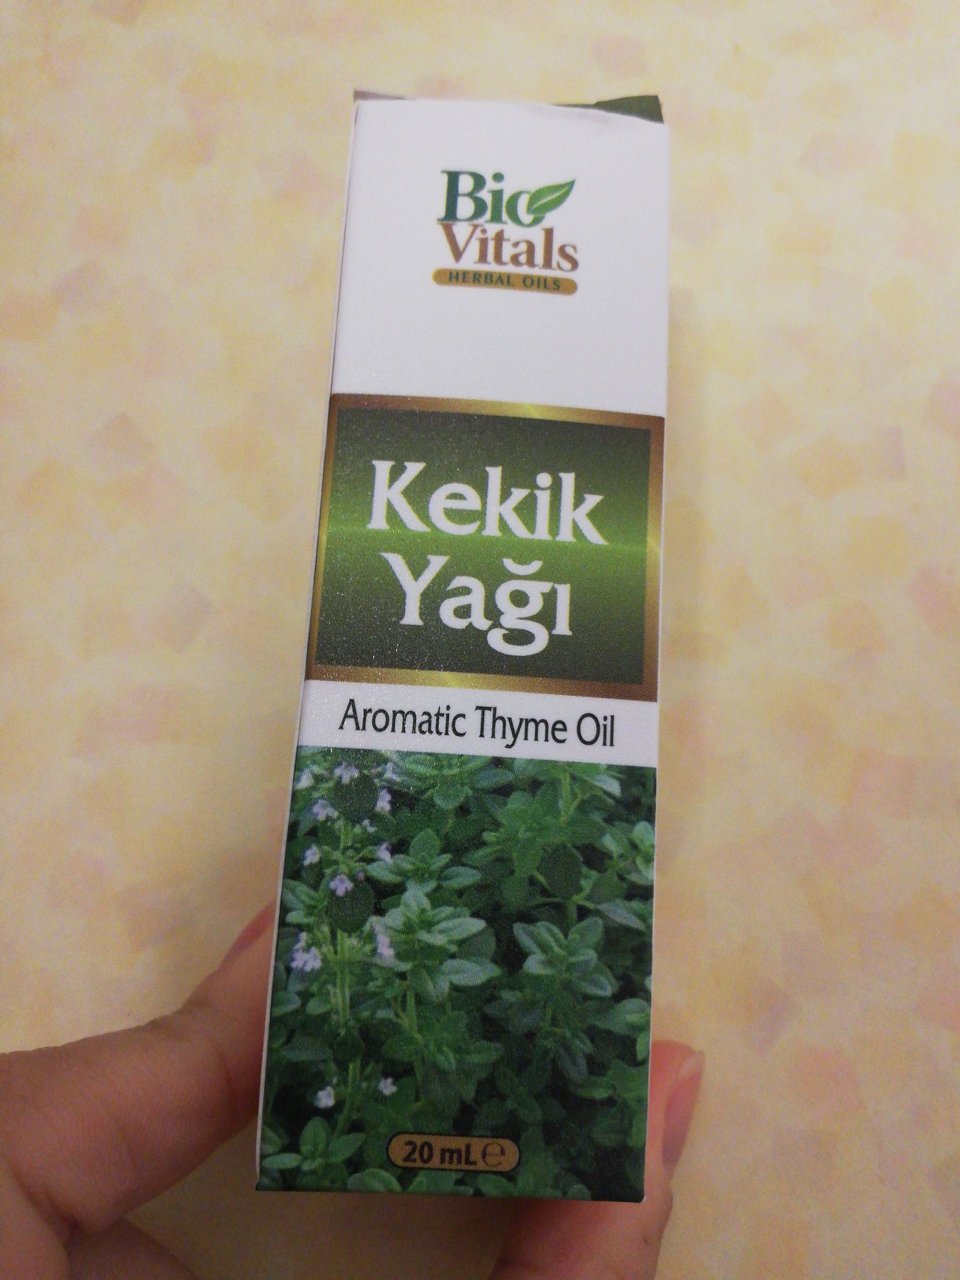 Bio
Vitals
HERBAL OILS
Kekik
Yağı
Aromatic Thyme Oil
20 mL ℮